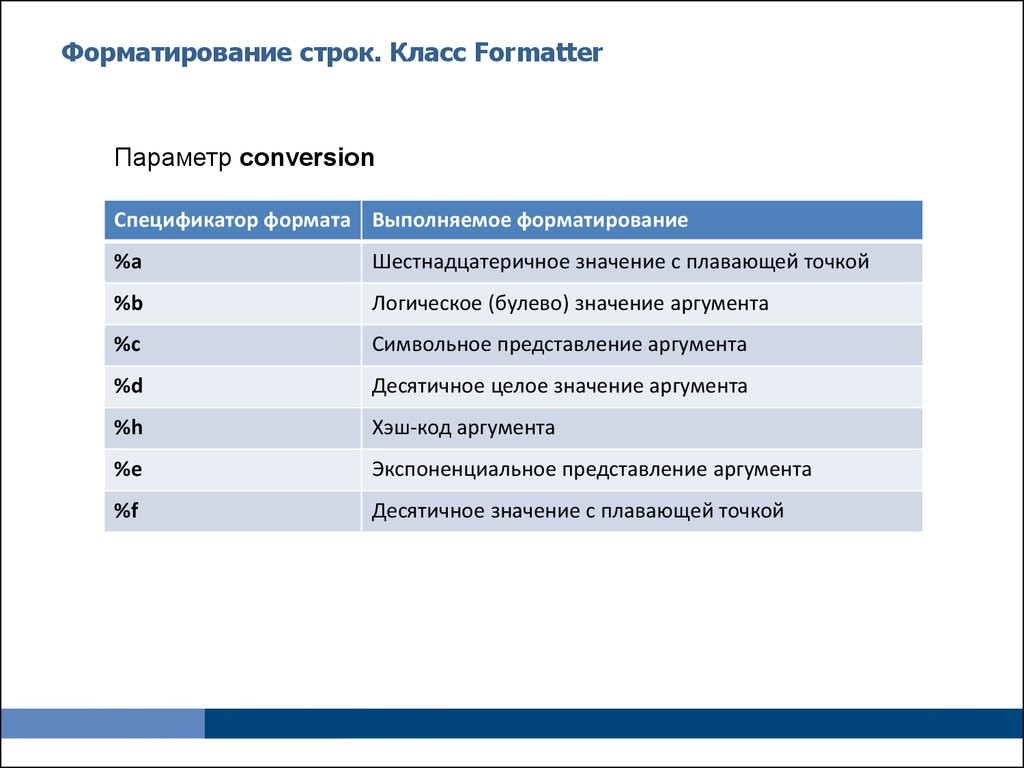 Форматирование строк. Класс Formatter
Параметр conversion
Спецификатор формата Выполняемое форматирование
%a Шестнадцатеричное значение с плавающей точкой
%b Логическое (булево) значение аргумента
%c Символьное представление аргумента
%d Десятичное целое значение аргумента
%h Хэш-код аргумента
%e Экспоненциальное представление аргумента
%f Десятичное значение с плавающей точкой